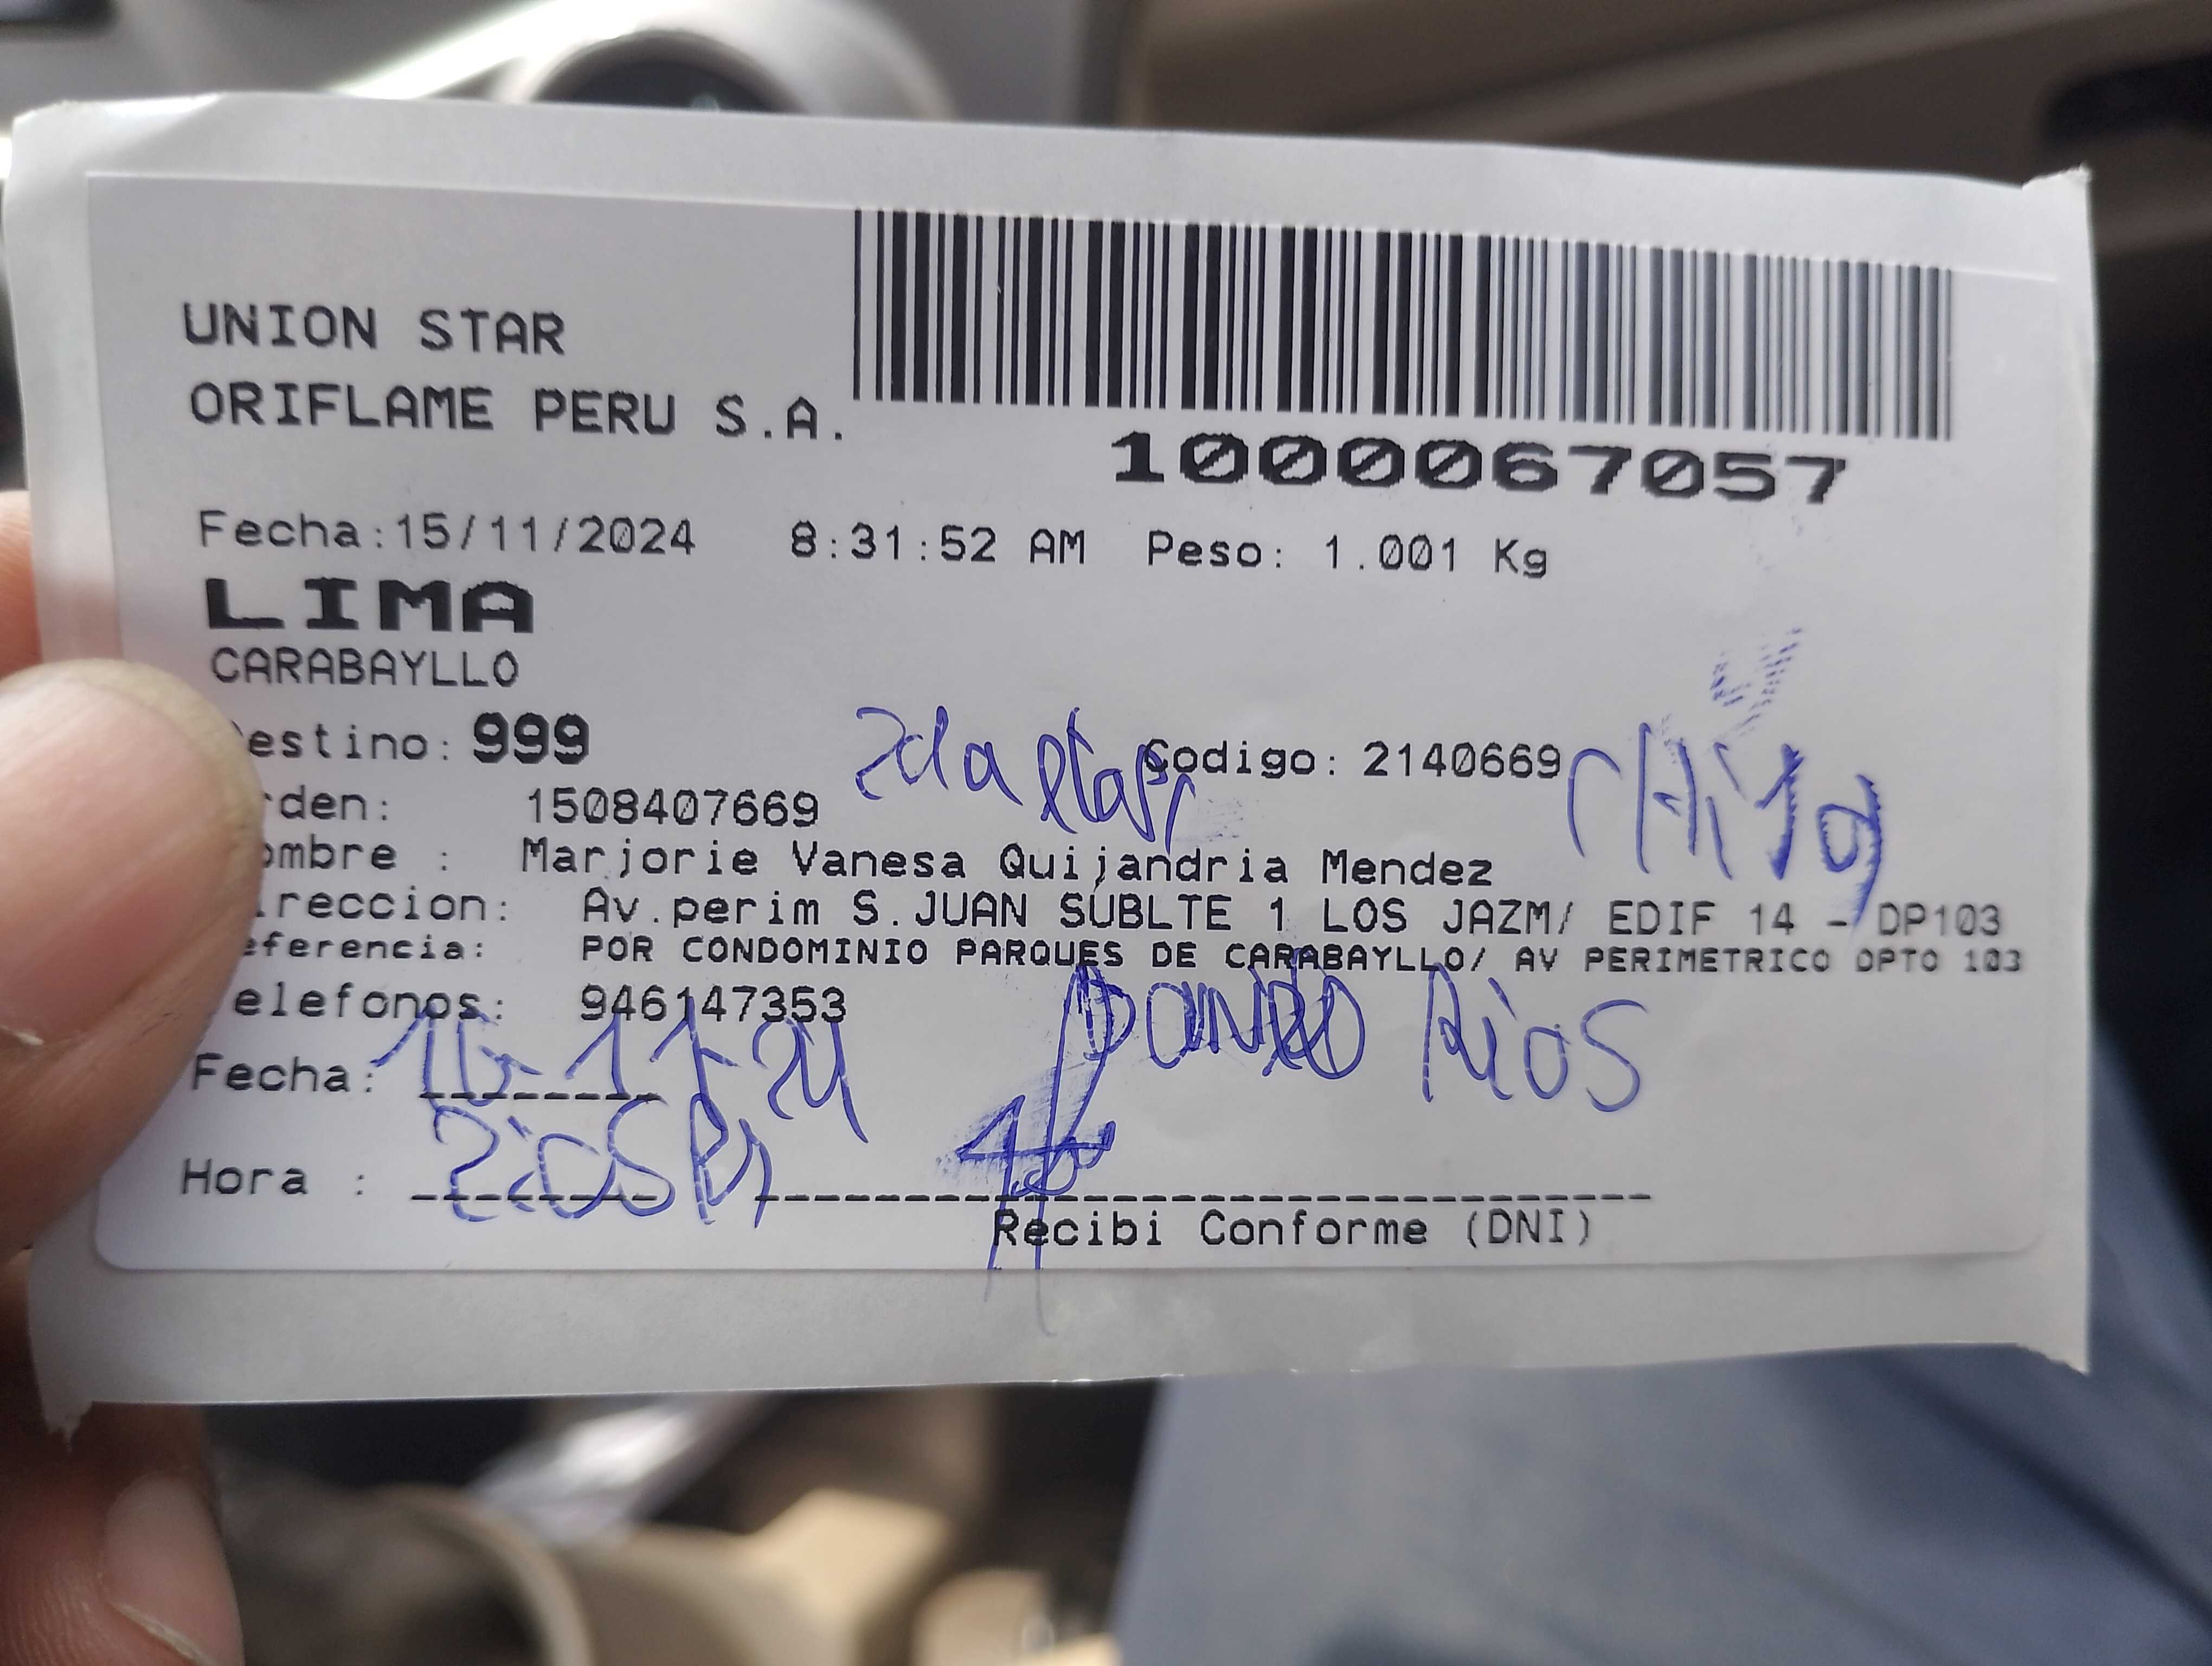 UNION STAR
ORIFLAME PERU S.A.
1000067057
Fecha:15/11/2024 8:31:52 AM Peso: 1.001 Kg
LIMA
CARABAYLLO
estino: 999 2da etapa Codigo: 2140669
rden: 1508407669
ombre : Marjorie Vanesa Quijandria Mendez
ireccion: Av.perim S.JUAN SUBLTE 1 LOS JAZM/ EDIF 14 - DP103
eferencia: POR CONDOMINIO PARQUES DE CARABAYLLO/ AV PERIMETRICO DPTO 103
elefonos: 946147353
Rios
Fecha: 16-11-24
Hora :
Recibi Conforme (DNI)